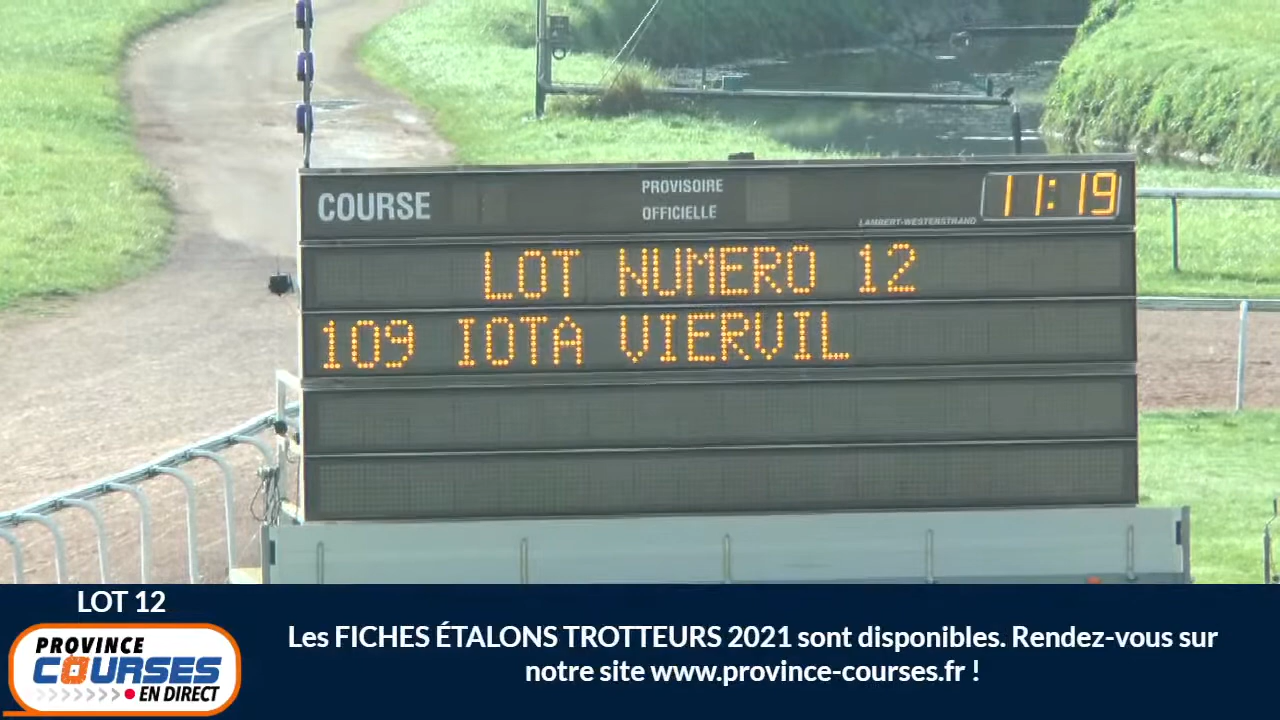 COURSE
PROVISOIRE
OFFICIELLE
LAMBERT-WESTERSTRAND
11:19
LOT NUMERO 12
109 IOTA VIERVIL
LOT 12
PROVINCE
COURSES
EN DIRECT
Les FICHES ÉTALONS TROTTEURS 2021 sont disponibles. Rendez-vous sur
notre site www.province-courses.fr !